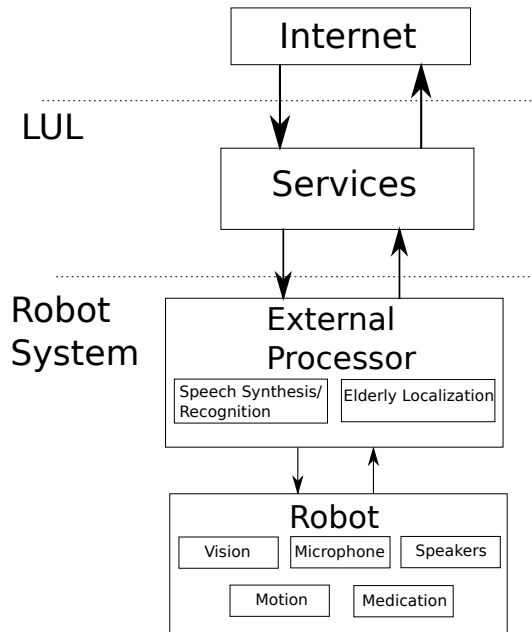 Internet
LUL
Services
Robot
System
External
Processor
Speech Synthesis/
Recognition
Elderly Localization
Robot
Vision
Microphone
Speakers
Motion
Medication